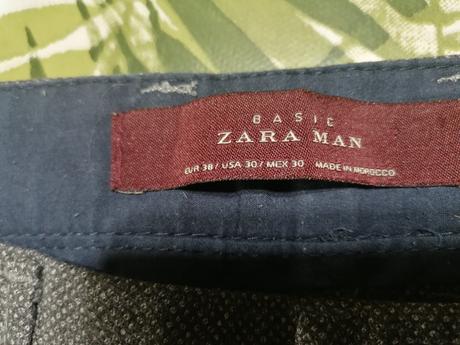 BASIC
ZARA MAN
EUR 38 / USA 30 / MEX 30 MADE IN MOROCCO